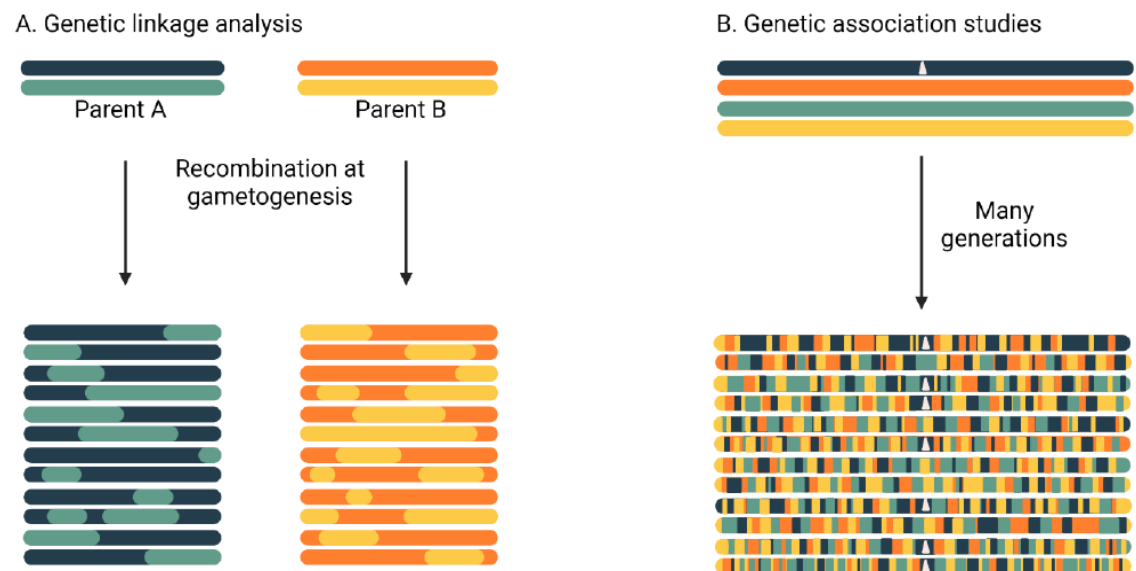 A. Genetic linkage analysis
Parent A
Parent B
Recombination at
gametogenesis
B. Genetic association studies
Many
generations